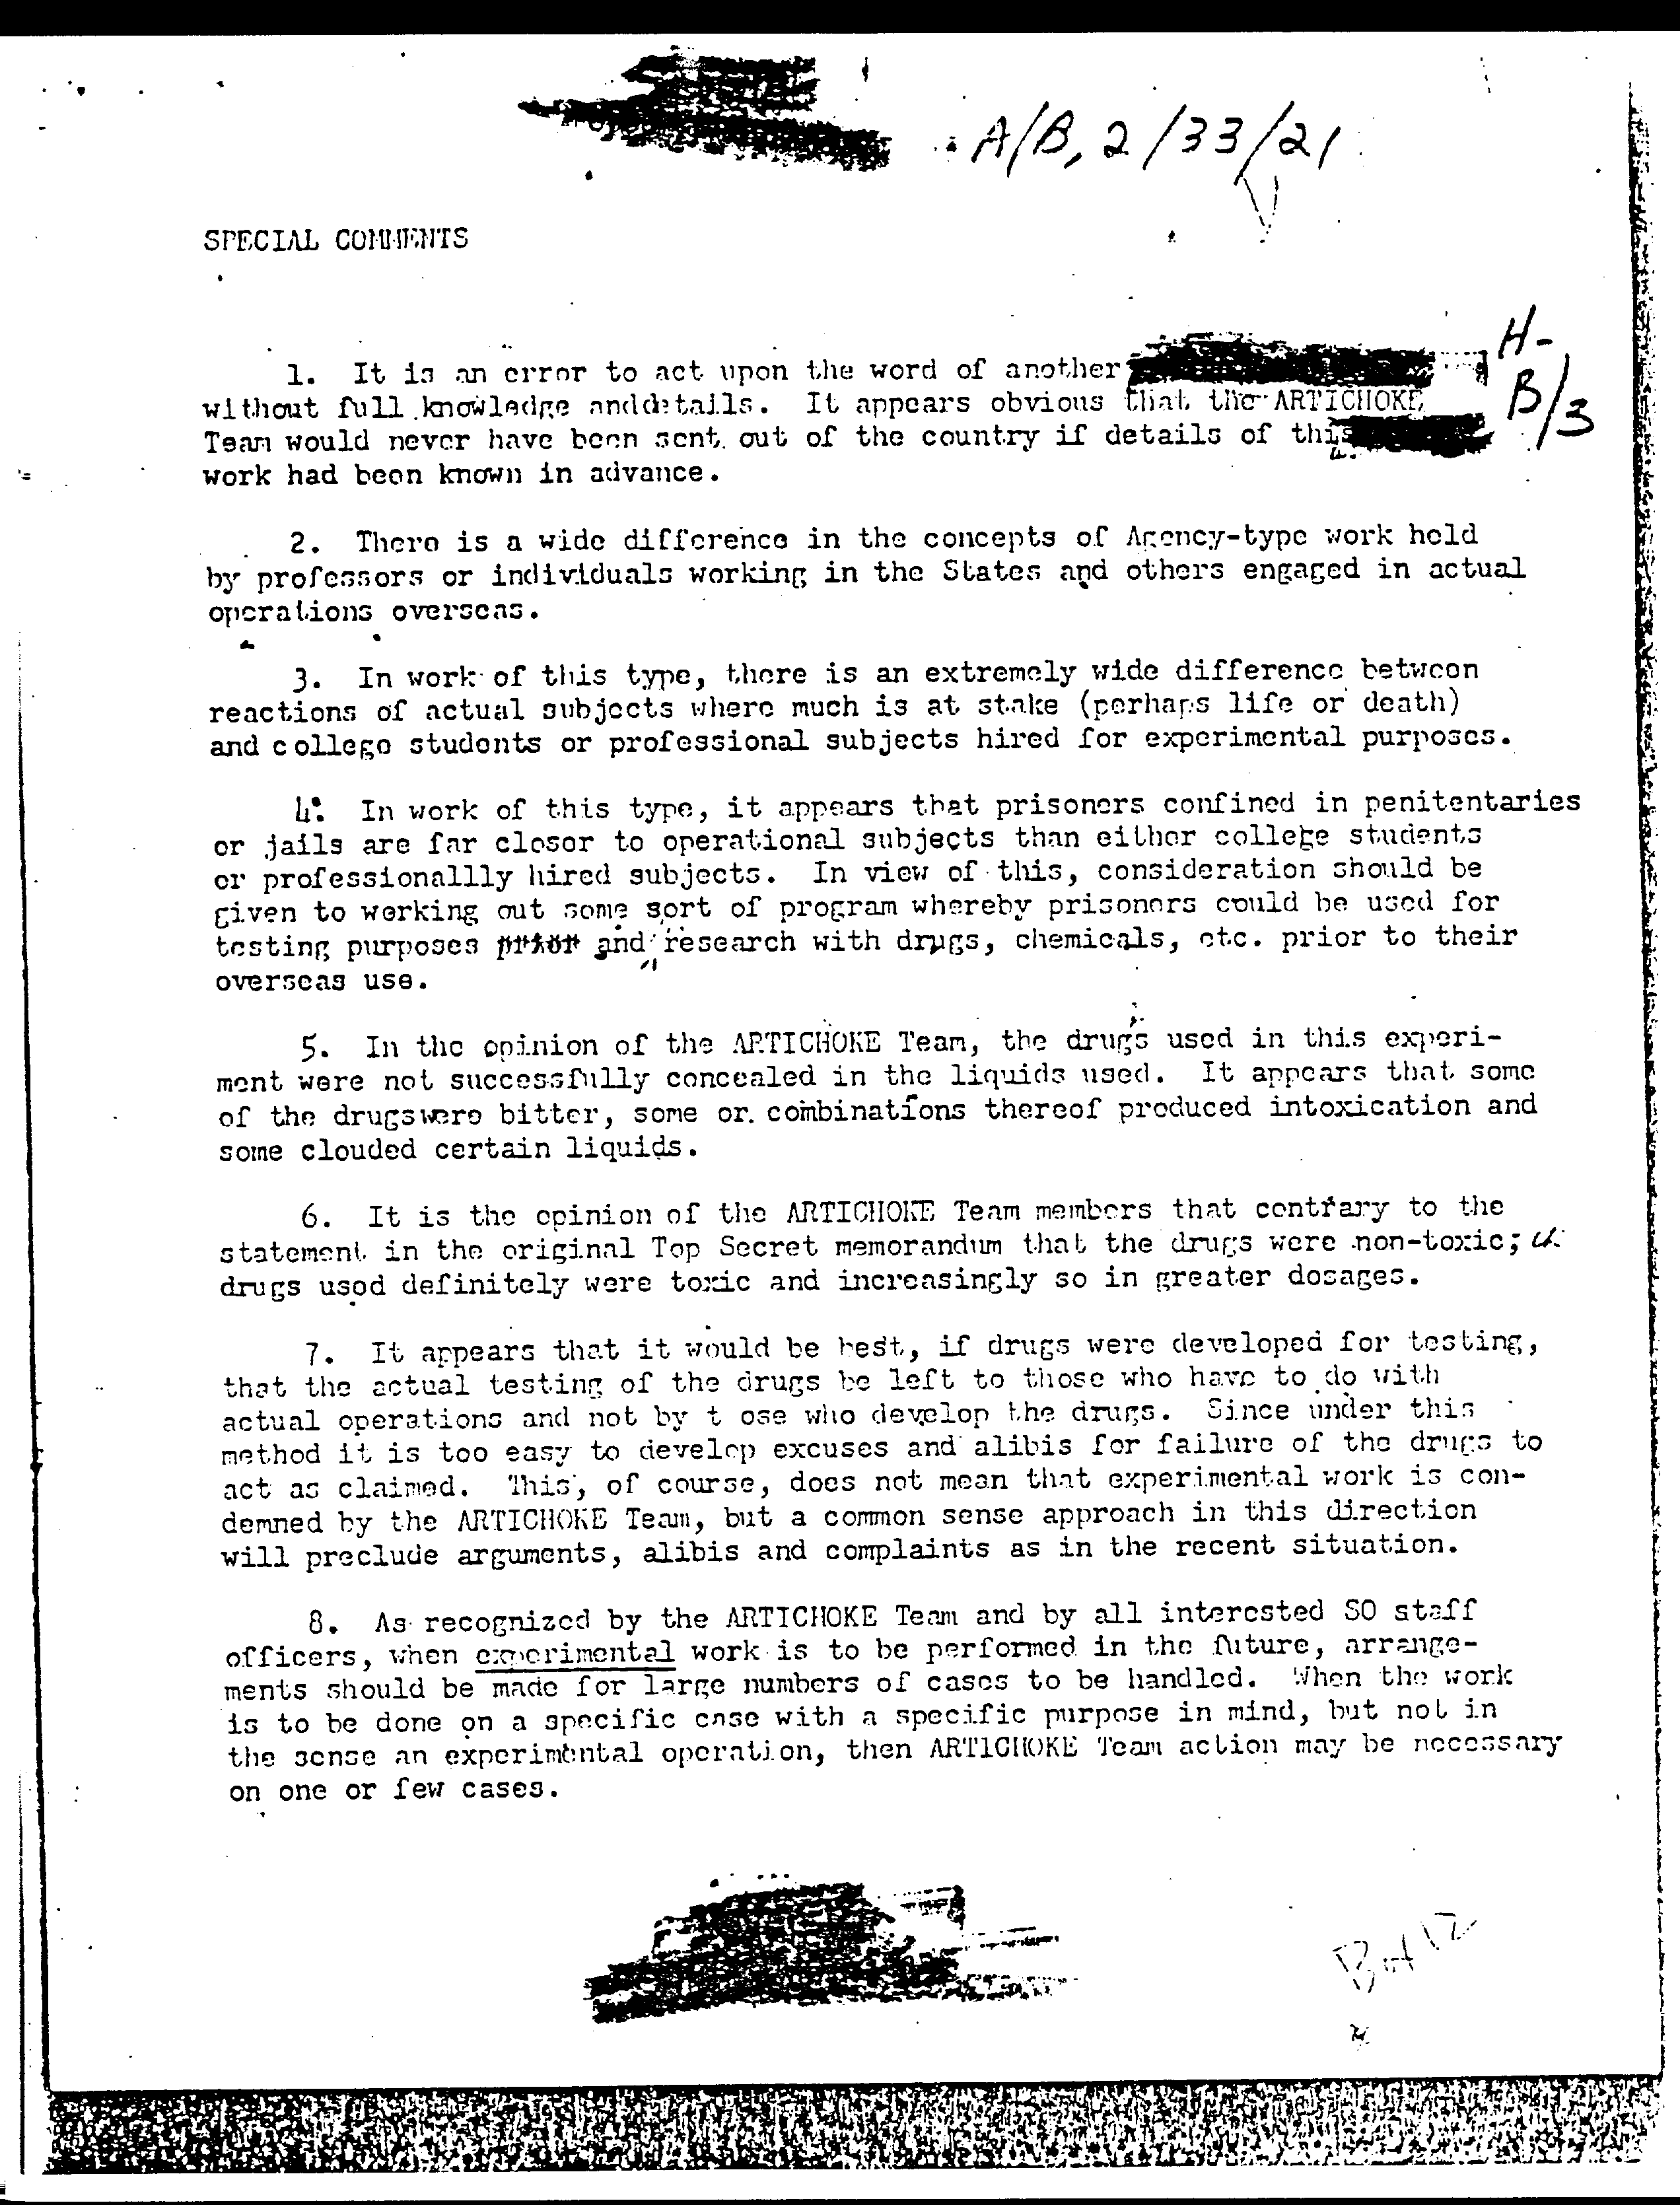 A/B, 2/33/21
SPECIAL COMMENTS
H-
B/3
1. It is an error to act upon the word of another
without full knowledge anddetails. It appears obvious that the ARTICHOKE
Team would never have been sent out of the country if details of this
work had been known in advance.
2. There is a wide difference in the concepts of Agency-type work held
by professors or individuals working in the States and others engaged in actual
operations overseas.
3. In work of this type, there is an extremely wide difference between
reactions of actual subjects where much is at stake (perhaps life or death)
and college students or professional subjects hired for experimental purposes.
4. In work of this type, it appears that prisoners confined in penitentaries
or jails are far closer to operational subjects than either college students
or professionallly hired subjects. In view of this, consideration should be
given to working out some sort of program whereby prisoners could be used for
testing purposes prior and research with drugs, chemicals, etc. prior to their
overseas use.
5. In the opinion of the ARTICHOKE Team, the drugs used in this experi-
ment were not successfully concealed in the liquids used. It appears that some
of the drugswere bitter, some or combinations thereof produced intoxication and
some clouded certain liquids.
6. It is the opinion of the ARTICHOKE Team members that contrary to the
statement in the original Top Secret memorandum that the drugs were non-toxic;
drugs used definitely were toxic and increasingly so in greater dosages.
7. It appears that it would be best, if drugs were developed for testing,
that the actual testing of the drugs be left to those who have to do with
actual operations and not by t ose who develop the drugs. Since under this
method it is too easy to develop excuses and alibis for failure of the drugs to
act as claimed. This, of course, does not mean that experimental work is con-
demned by the ARTICHOKE Team, but a common sense approach in this direction
will preclude arguments, alibis and complaints as in the recent situation.
8. As recognized by the ARTICHOKE Team and by all interested SO staff
officers, when experimental work is to be performed in the future, arrange-
ments should be made for large numbers of cases to be handled. When the work
is to be done on a specific case with a specific purpose in mind, but not in
the sense an experimental operation, then ARTICHOKE Team action may be necessary
on one or few cases.